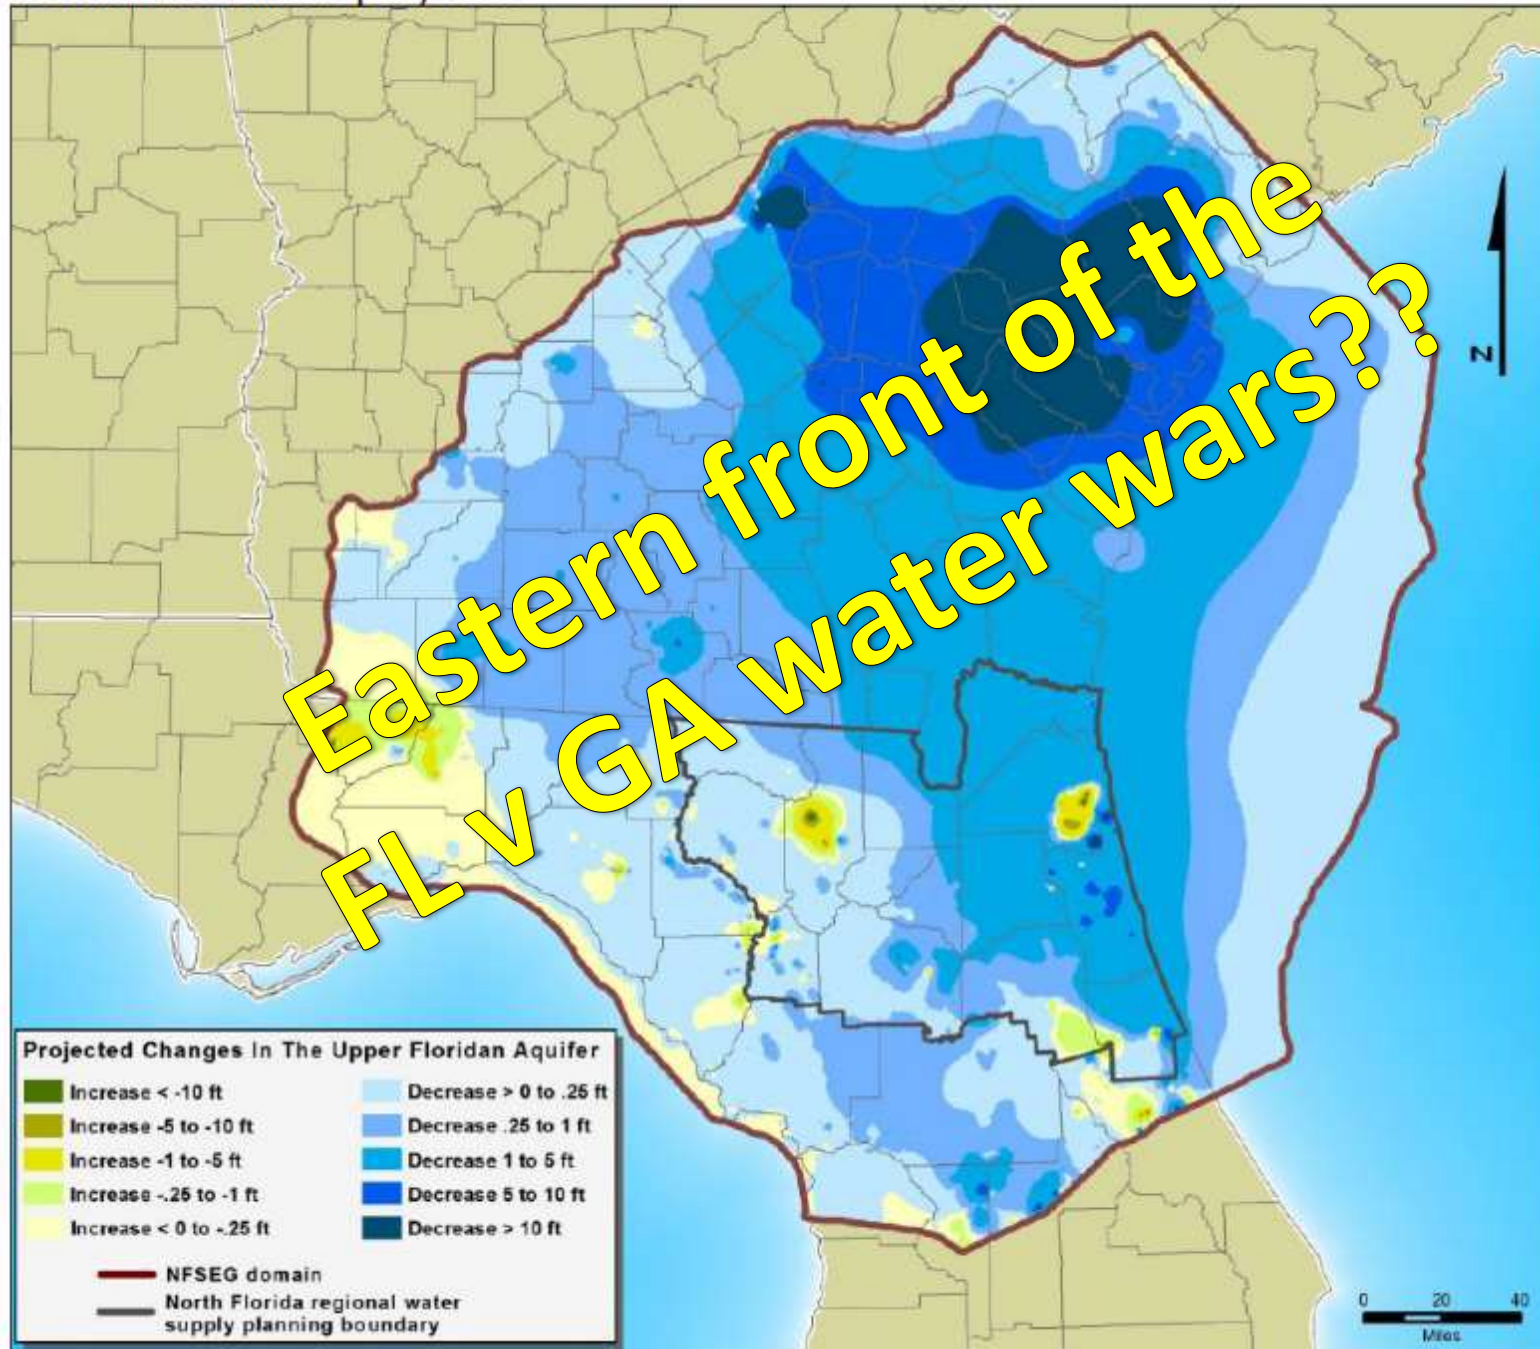 Eastern front of the
FL v GA water wars??
N
Projected Changes In The Upper Floridan Aquifer
Increase < -10 ft
Increase -5 to -10 ft
Increase -1 to -5 ft
Increase -.25 to -1 ft
Increase < 0 to -.25 ft
Decrease > 0 to .25 ft
Decrease .25 to 1 ft
Decrease 1 to 5 ft
Decrease 5 to 10 ft
Decrease > 10 ft
NFSEG domain
North Florida regional water
supply planning boundary
0 20 40
Miles